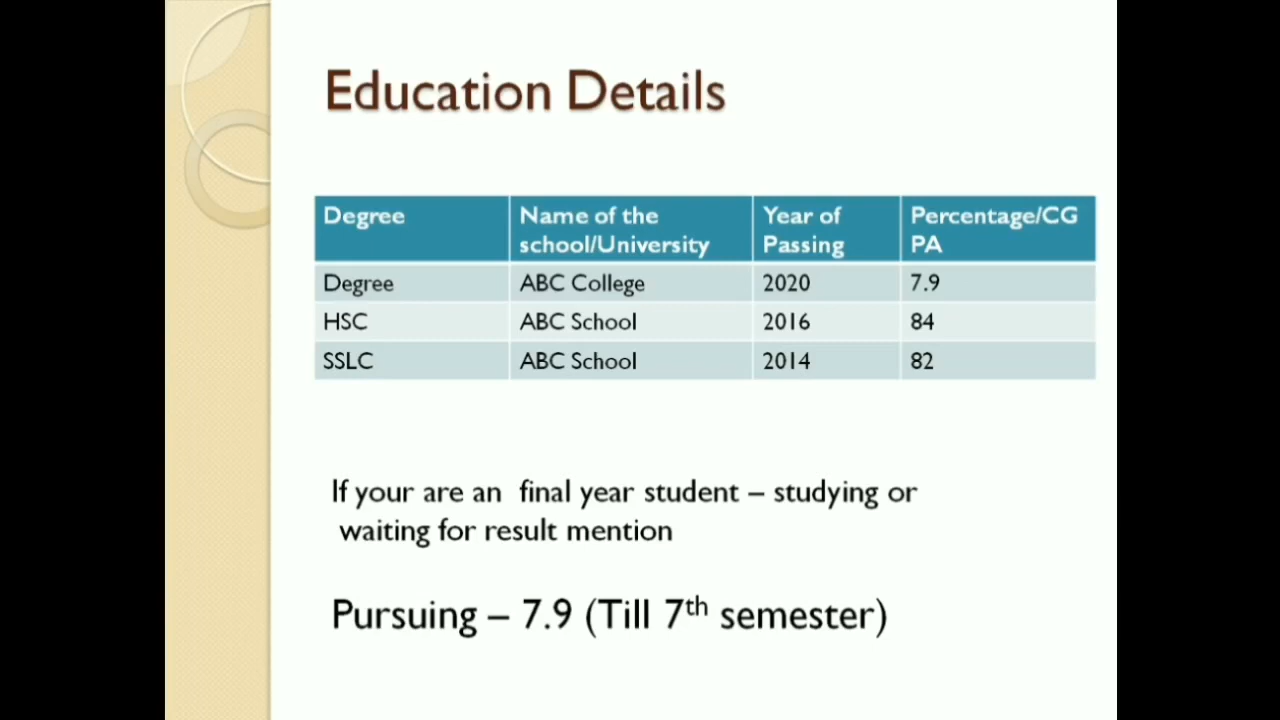 Education Details
Degree Name of the school/University Year of Passing Percentage/CGPA
Degree ABC College 2020 7.9
HSC ABC School 2016 84
SSLC ABC School 2014 82
If your are an final year student – studying or
waiting for result mention
Pursuing – 7.9 (Till 7th semester)